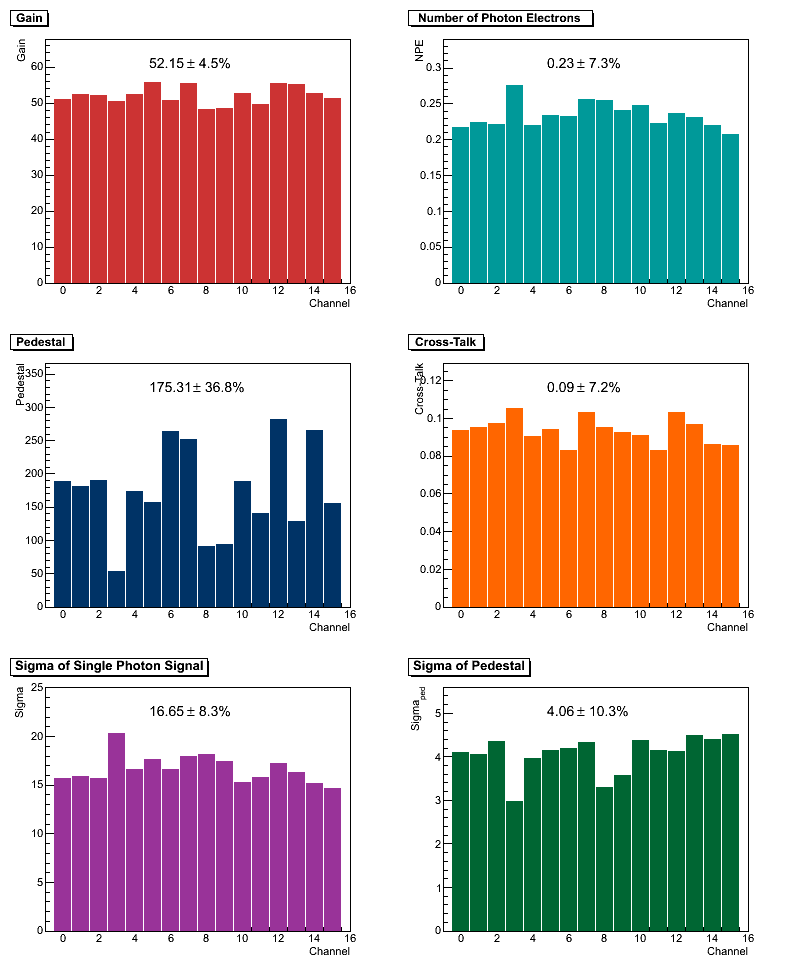 Gain
Gain
52.15 ± 4.5%
60
50
40
30
20
10
0
0 2 4 6 8 10 12 14 16
Channel
Number of Photon Electrons
NPE
0.23 ± 7.3%
0.3
0.25
0.2
0.15
0.1
0.05
0
0 2 4 6 8 10 12 14 16
Channel
Pedestal
Pedestal
175.31 ± 36.8%
350
300
250
200
150
100
50
0
0 2 4 6 8 10 12 14 16
Channel
Cross-Talk
Cross-Talk
0.09 ± 7.2%
0.12
0.1
0.08
0.06
0.04
0.02
0
0 2 4 6 8 10 12 14 16
Channel
Sigma of Single Photon Signal
Sigma
16.65 ± 8.3%
25
20
15
10
5
0
0 2 4 6 8 10 12 14 16
Channel
Sigma of Pedestal
Sigma ped
4.06 ± 10.3%
5
4
3
2
1
0
0 2 4 6 8 10 12 14 16
Channel